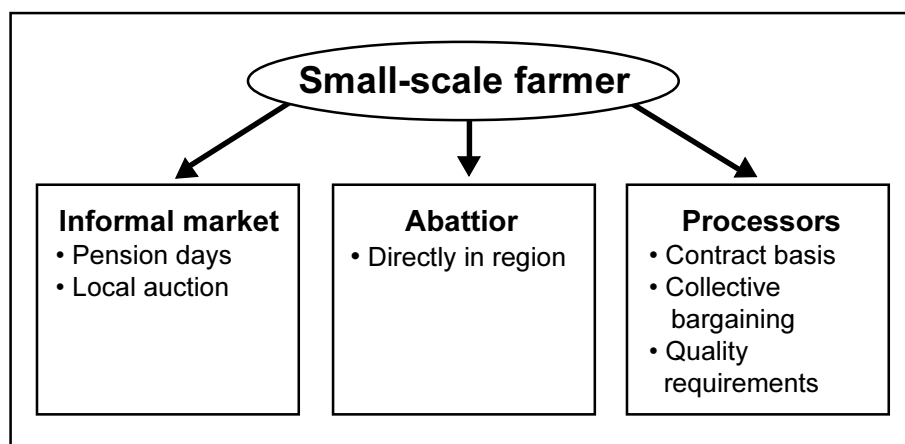 Small-scale farmer
Informal market
• Pension days
• Local auction
Abattior
• Directly in region
Processors
• Contract basis
• Collective
bargaining
• Quality
requirements